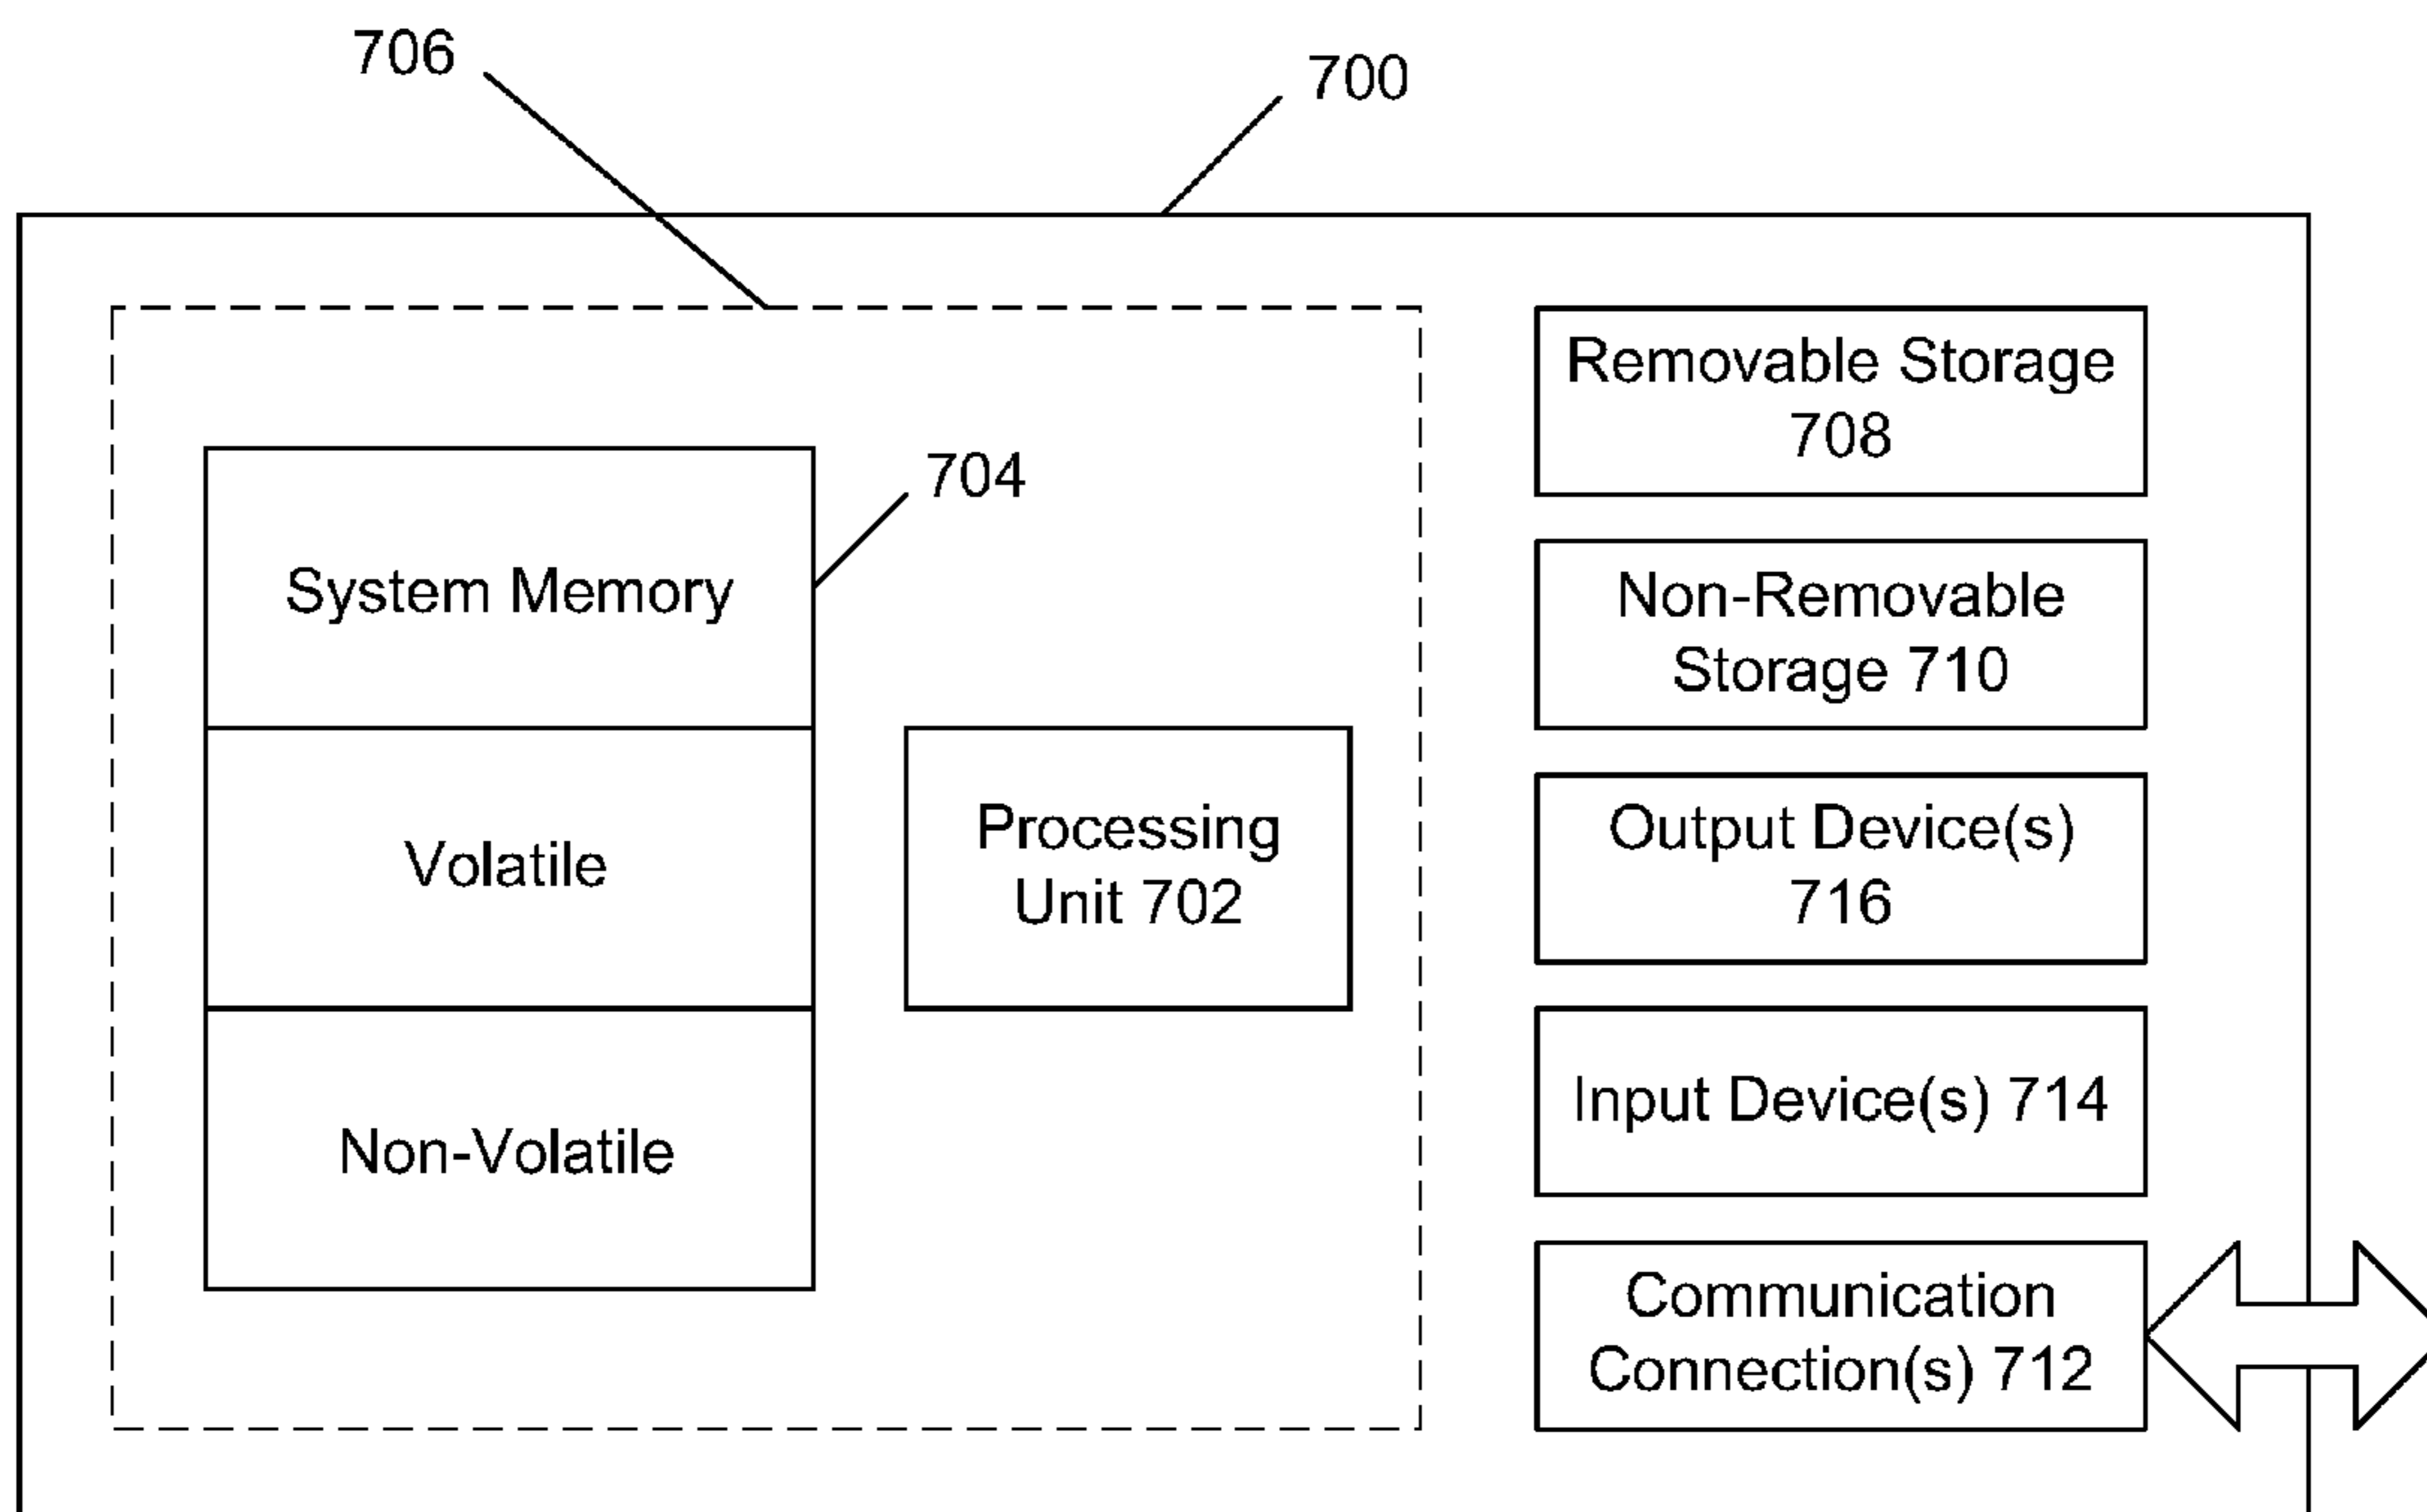 706
700
704
System Memory
Volatile
Non-Volatile
Processing
Unit 702
Removable Storage
708
Non-Removable
Storage 710
Output Device(s)
716
Input Device(s) 714
Communication
Connection(s) 712